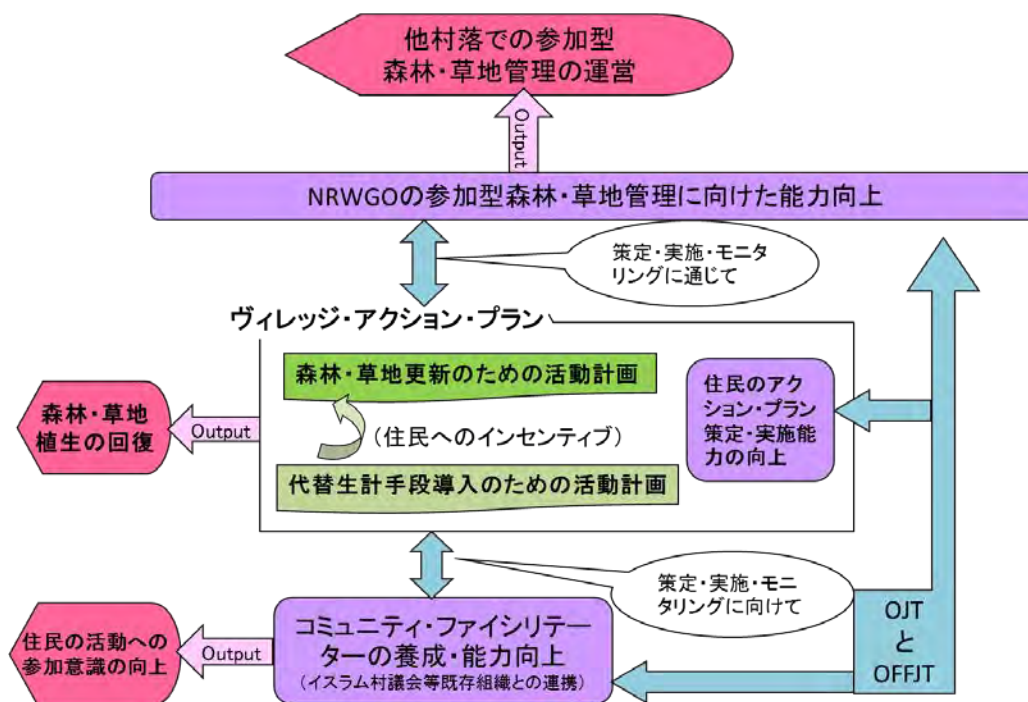 他村落での参加型
森林・草地管理の運営
Output
NRWGOの参加型森林・草地管理に向けた能力向上
策定・実施・モニタ
リングに通じて
ヴィレッジ・アクション・プラン
森林・草地更新のための活動計画
(住民へのインセンティブ)
代替生計手段導入のための活動計画
住民のアク
ション・プラン
策定・実施能
力の向上
森林・草地
植生の回復
Output
策定・実施・モニ
タリングに向けて
コミュニティ・ファイシリテー
ターの養成・能力向上
(イスラム村議会等既存組織との連携)
住民の活動への
参加意識の向上
Output
OJT
と
OFFJT